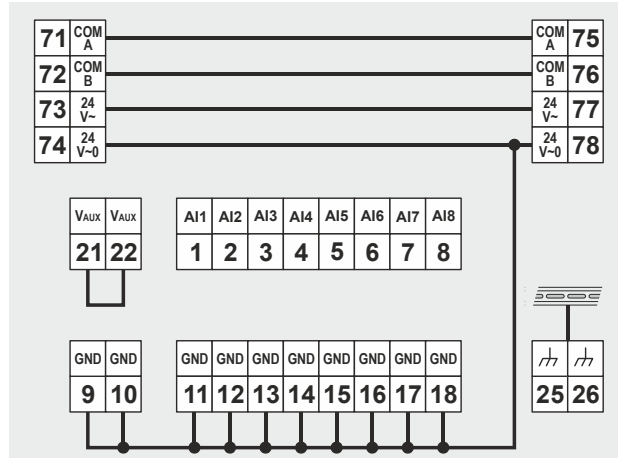 71 COM A COM A 75
72 COM B COM B 76
73 24 V~ 24 V~ 77
74 24 V~0 24 V~0 78
VAUX VAUX AI1 AI2 AI3 AI4 AI5 AI6 AI7 AI8
21 22 1 2 3 4 5 6 7 8
GND GND GND GND GND GND GND GND GND GND
9 10 11 12 13 14 15 16 17 18 25 26